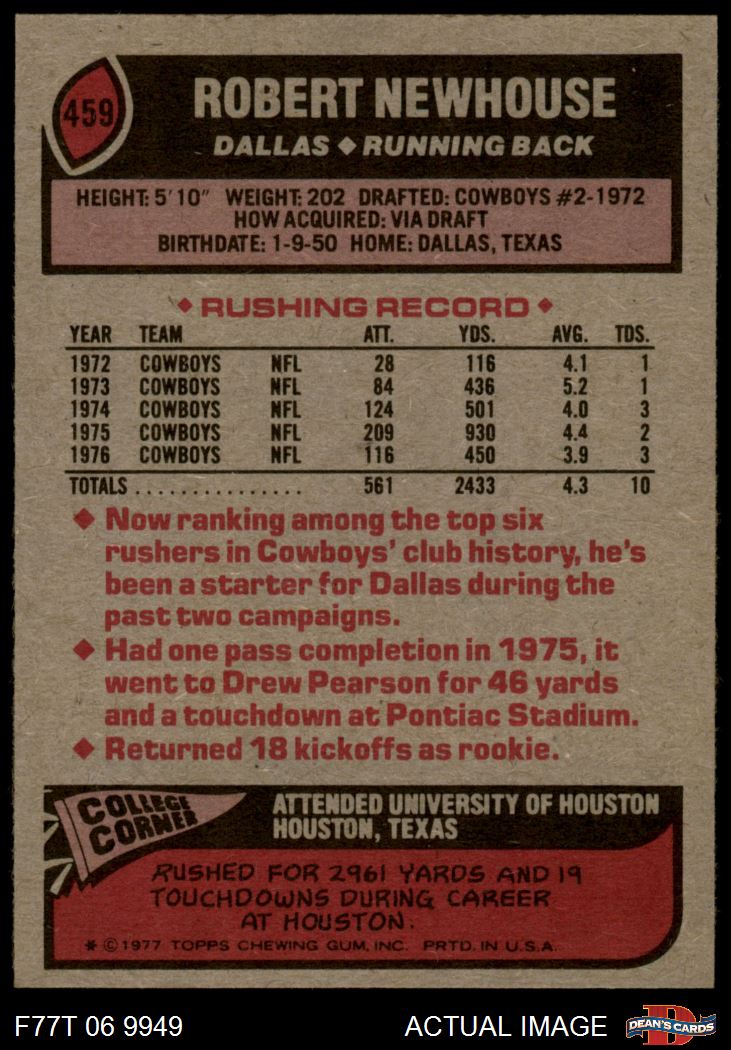 459
ROBERT NEWHOUSE
DALLAS ◆ RUNNING BACK
HEIGHT: 5' 10" WEIGHT: 202 DRAFTED: COWBOYS #2-1972
HOW ACQUIRED: VIA DRAFT
BIRTHDATE: 1-9-50 HOME: DALLAS, TEXAS
◆ RUSHING RECORD ◆
YEAR TEAM ATT. YDS. AVG. TDS.
1972 COWBOYS NFL 28 116 4.1 1
1973 COWBOYS NFL 84 436 5.2 1
1974 COWBOYS NFL 124 501 4.0 3
1975 COWBOYS NFL 209 930 4.4 2
1976 COWBOYS NFL 116 450 3.9 3
TOTALS ................ 561 2433 4.3 10
◆ Now ranking among the top six
rushers in Cowboys' club history, he's
been a starter for Dallas during the
past two campaigns.
◆ Had one pass completion in 1975, it
went to Drew Pearson for 46 yards
and a touchdown at Pontiac Stadium.
◆ Returned 18 kickoffs as rookie.
COLLEGE
CORNER
ATTENDED UNIVERSITY OF HOUSTON
HOUSTON, TEXAS
RUSHED FOR 2961 YARDS AND 19
TOUCHDOWNS DURING CAREER
AT HOUSTON.
* © 1977 TOPPS CHEWING GUM, INC. PRTD. IN U.S.A.
F77T 06 9949 ACTUAL IMAGE
DEAN'S CARDS